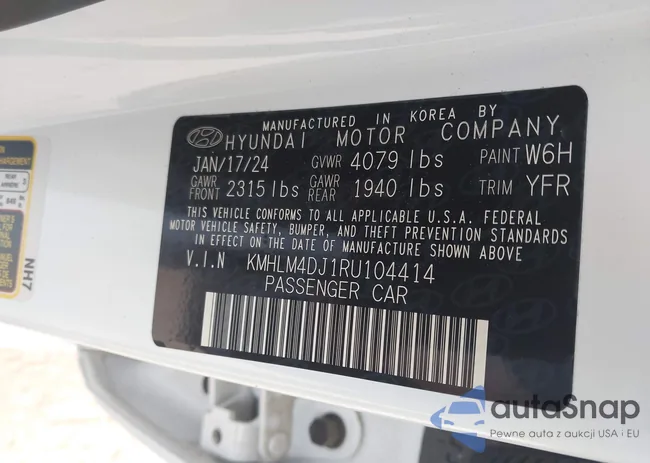 MANUFACTURED IN KOREA BY
HYUNDAI MOTOR COMPANY
JAN/17/24 GVWR 4079 lbs PAINT W6H
GAWR FRONT 2315 lbs GAWR REAR 1940 lbs TRIM YFR
THIS VEHICLE CONFORMS TO ALL APPLICABLE U.S.A. FEDERAL
MOTOR VEHICLE SAFETY, BUMPER, AND THEFT PREVENTION STANDARDS
IN EFFECT ON THE DATE OF MANUFACTURE SHOWN ABOVE
V.I.N KMHLM4DJ1RU104414
PASSENGER CAR
NH7
autoSnap
Pewne auta z aukcji USA i EU